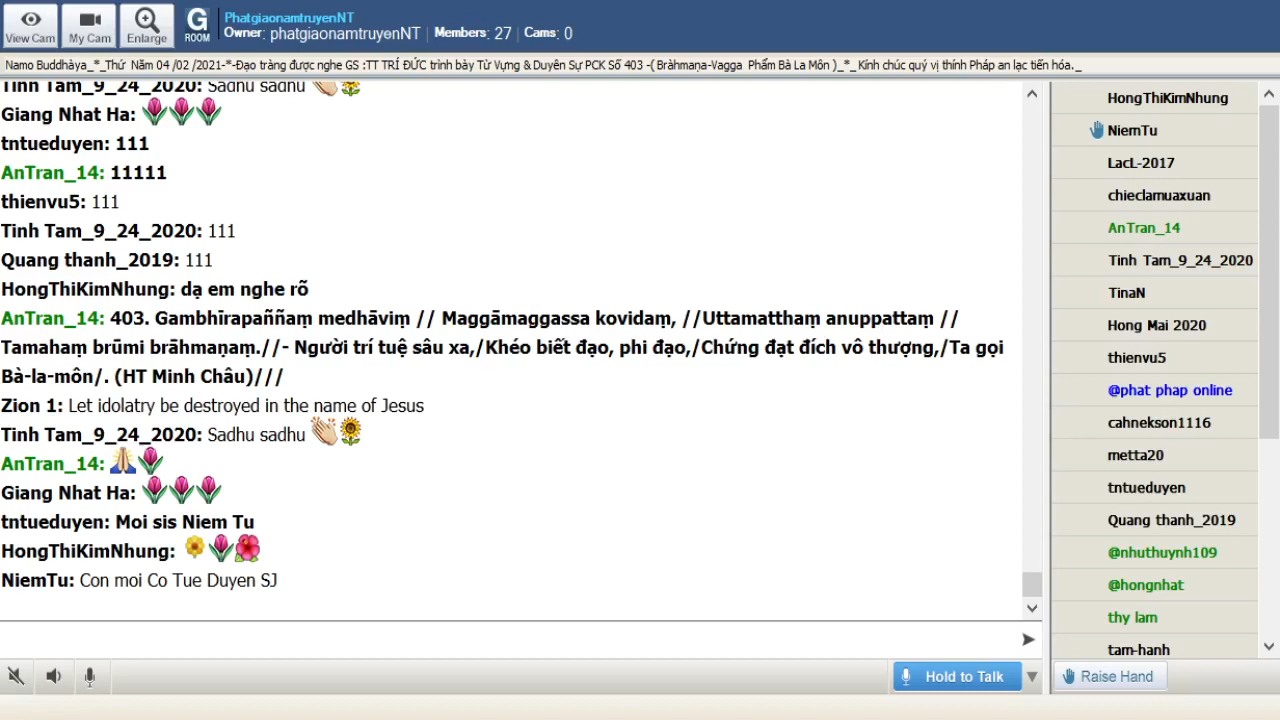 View Cam
My Cam
Enlarge
G
ROOM
PhatgiaonamtruyenNT
Owner: phatgiaonamtruyenNT | Members: 27 | Cams: 0
Namo Buddhàya_*_Thứ Năm 04 /02 /2021-*-Đạo tràng được nghe GS :TT TRÍ ĐỨC trình bày Từ Vựng & Duyên Sự PCK Số 403 -( Bràhmaṇa-Vagga Phẩm Bà La Môn )_*_ Kính chúc quý vị thính Pháp an lạc tiến hóa._
Tinh Tam_9_24_2020: Sadhu sadhu
Giang Nhat Ha:
tntueduyen: 111
AnTran_14: 11111
thienvu5: 111
Tinh Tam_9_24_2020: 111
Quang thanh_2019: 111
HongThiKimNhung: dạ em nghe rõ
AnTran_14: 403. Gambhīrapaññaṃ medhāviṃ // Maggāmaggassa kovidaṃ, //Uttamatthaṃ anuppattaṃ //
Tamahaṃ brūmi brāhmaṇaṃ.//- Người trí tuệ sâu xa,/Khéo biết đạo, phi đạo,/Chứng đạt đích vô thượng,/Ta gọi
Bà-la-môn/. (HT Minh Châu)///
Zion 1: Let idolatry be destroyed in the name of Jesus
Tinh Tam_9_24_2020: Sadhu sadhu
AnTran_14:
Giang Nhat Ha:
tntueduyen: Moi sis Niem Tu
HongThiKimNhung:
NiemTu: Con moi Co Tue Duyen SJ
Hold to Talk
HongThiKimNhung
NiemTu
LacL-2017
chieclamuaxuan
AnTran_14
Tinh Tam_9_24_2020
TinaN
Hong Mai 2020
thienvu5
@phat phap online
cahnekson1116
metta20
tntueduyen
Quang thanh_2019
@nhuthuynh109
@hongnhat
thy lam
tam-hanh
Raise Hand